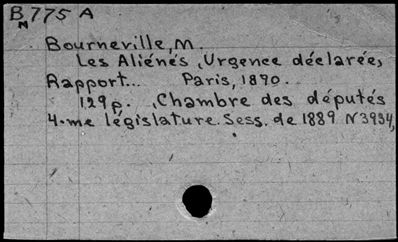 B775 A
M
Bourneville, M.
Les Aliénés, Urgence déclarée,
Rapport... Paris, 1890.
129p. Chambre des députés
4.me législature. Sess. de 1889 N 3934,